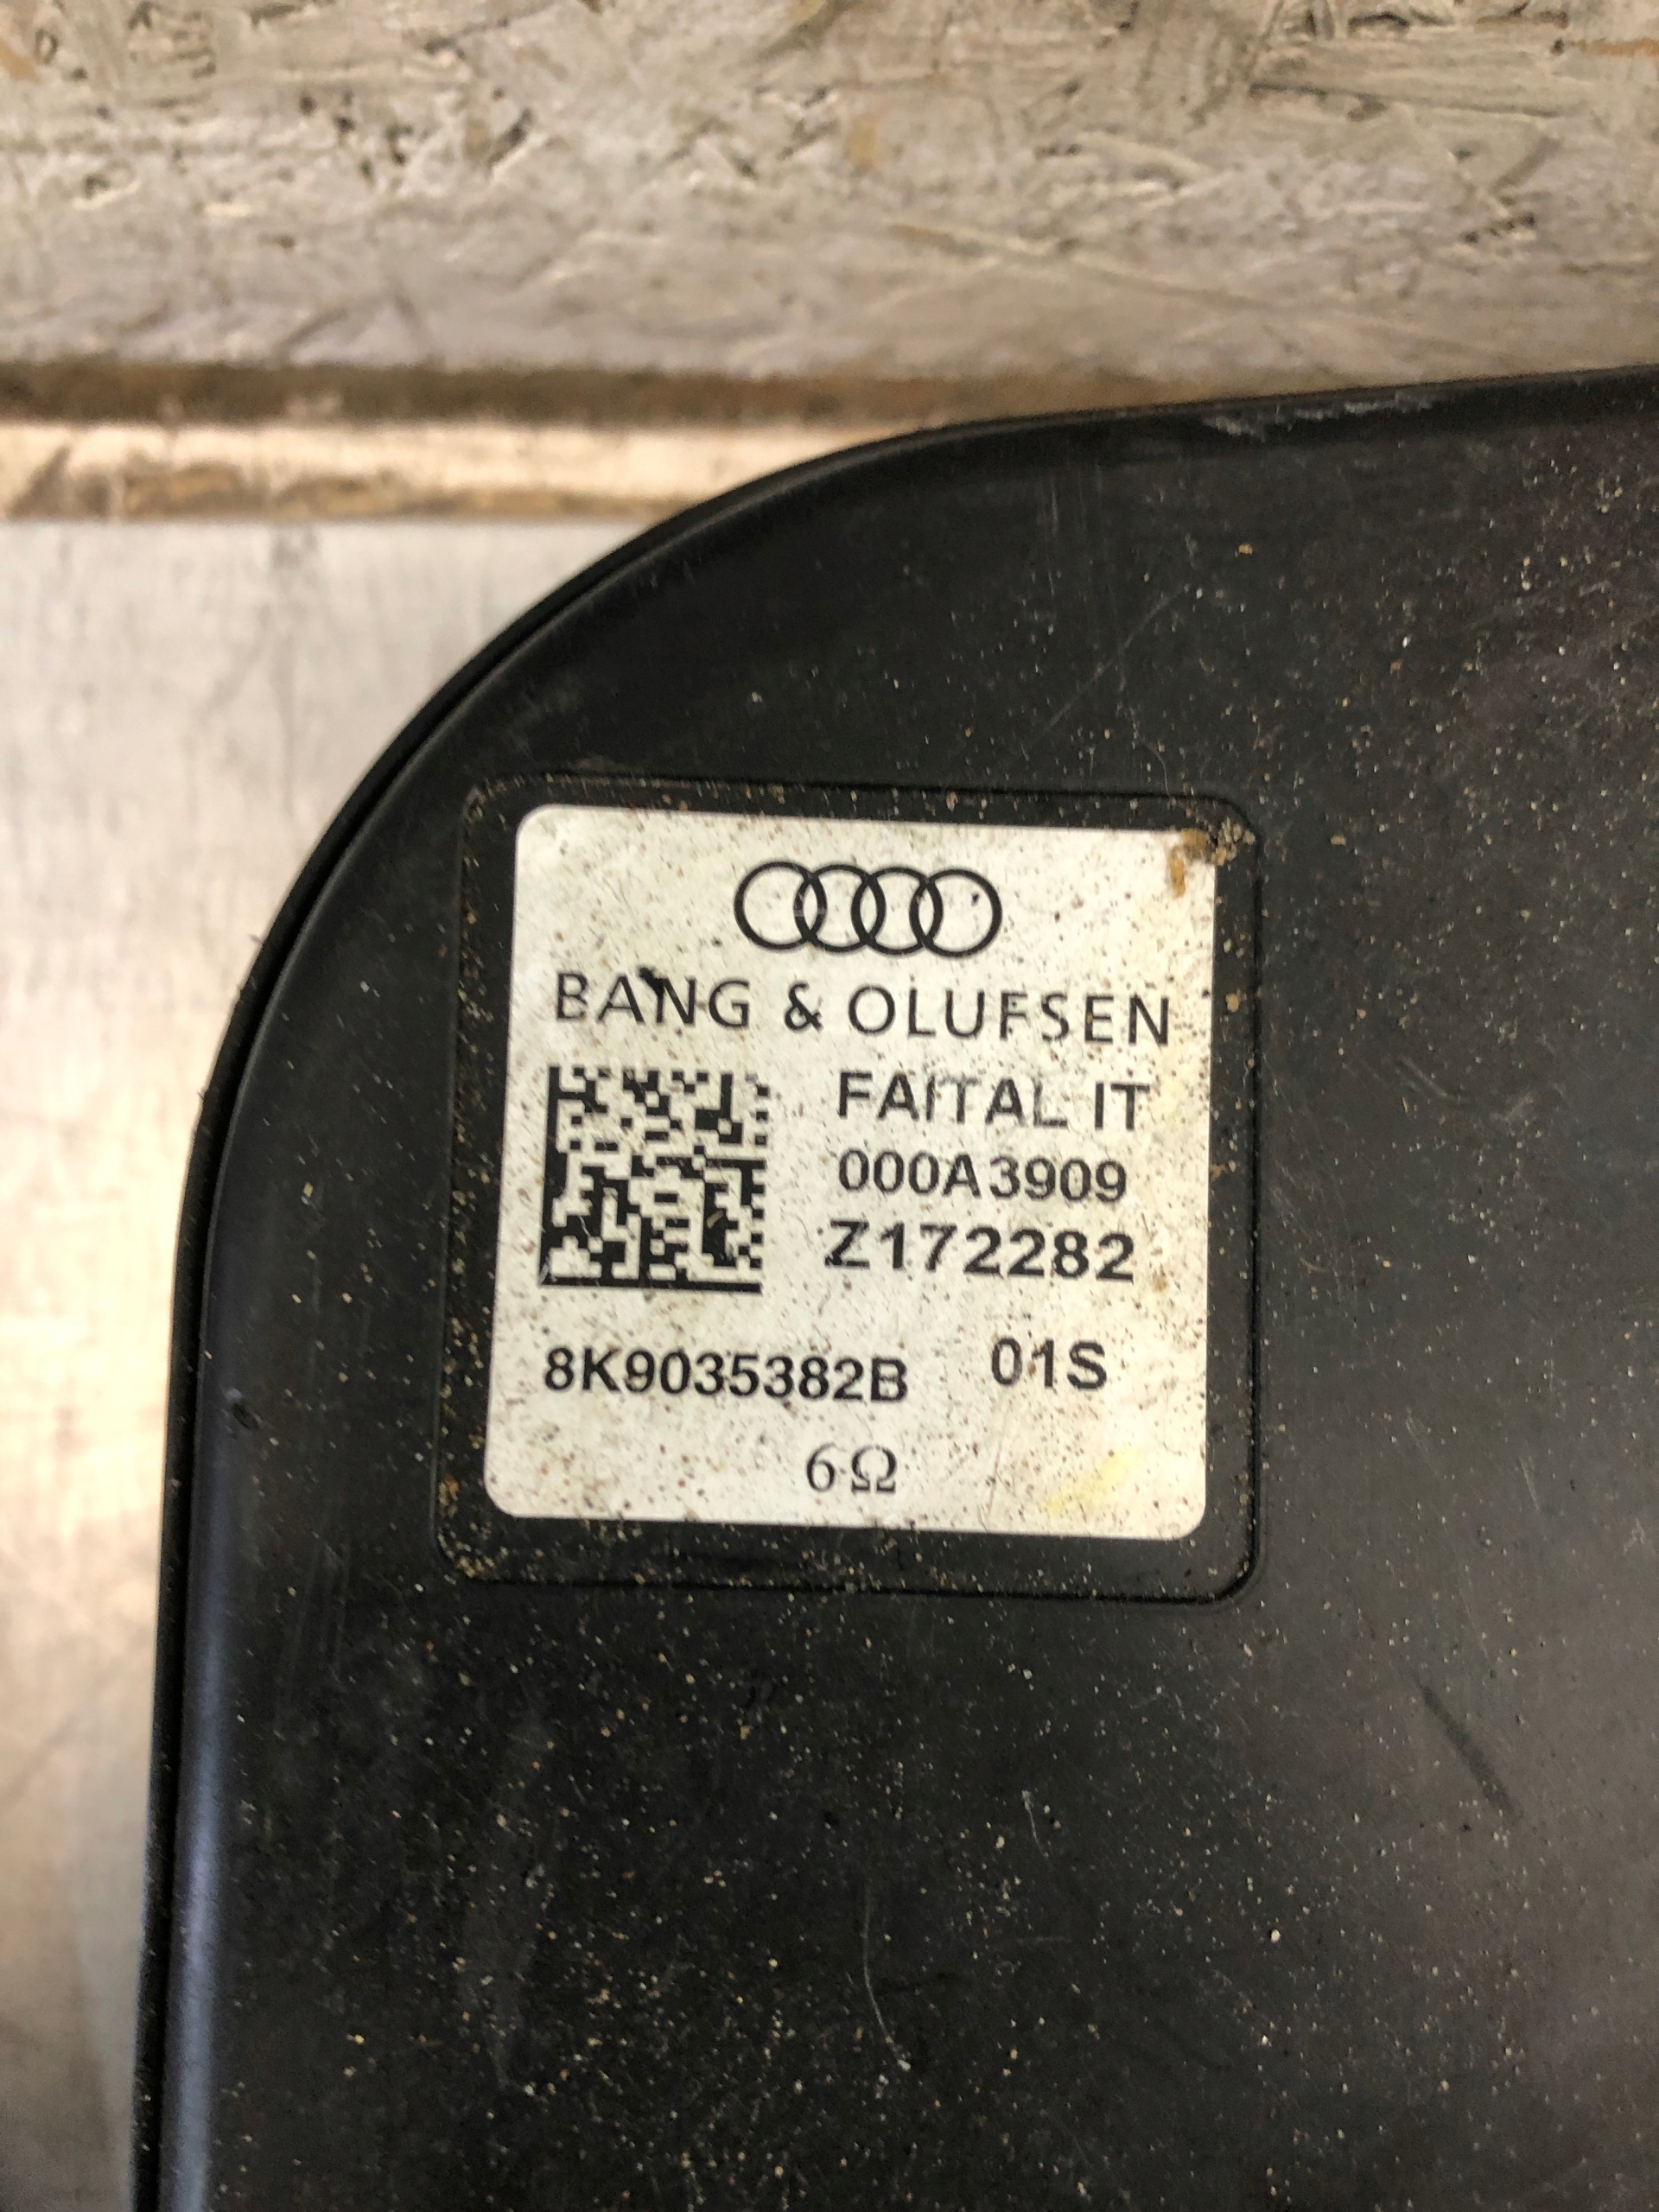 BANG & OLUFSEN
FAITAL IT
000A3909
Z172282
8K9035382B 01S
6Ω